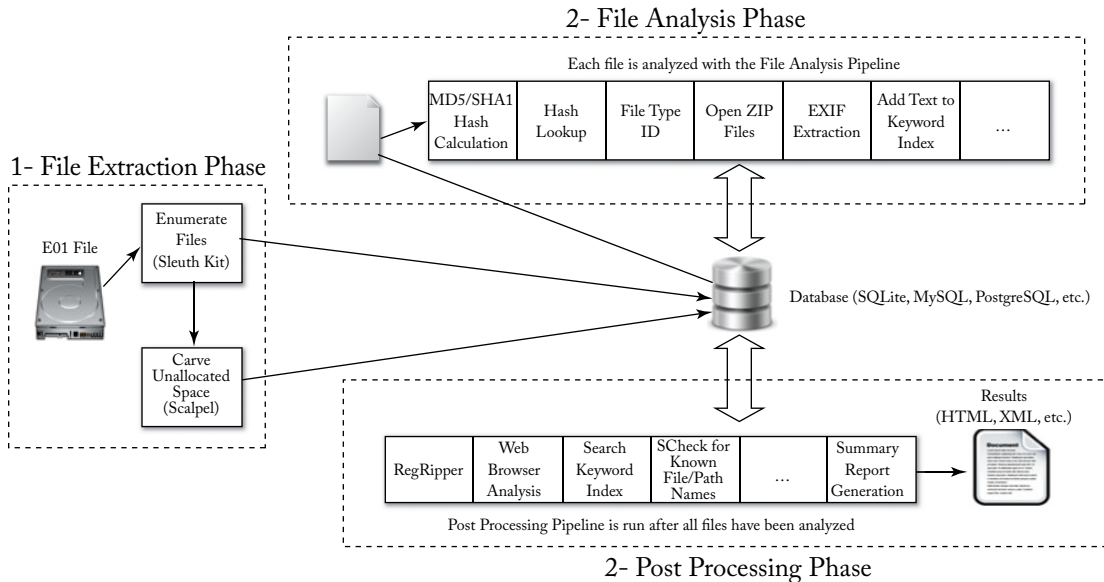 2- File Analysis Phase
Each file is analyzed with the File Analysis Pipeline
MD5/SHA1
Hash
Calculation
Hash
Lookup
File Type
ID
Open ZIP
Files
EXIF
Extraction
Add Text to
Keyword
Index
...
1- File Extraction Phase
E01 File
Enumerate
Files
(Sleuth Kit)
Carve
Unallocated
Space
(Scalpel)
Database (SQLite, MySQL, PostgreSQL, etc.)
RegRipper
Web
Browser
Analysis
Search
Keyword
Index
SCheck for
Known
File/Path
Names
...
Summary
Report
Generation
Results
(HTML, XML, etc.)
Document
Post Processing Pipeline is run after all files have been analyzed
2- Post Processing Phase